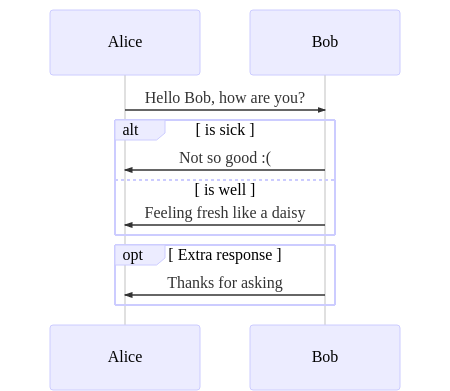 Alice Bob
Hello Bob, how are you?
alt [ is sick ]
Not so good :(
[ is well ]
Feeling fresh like a daisy
opt [ Extra response ]
Thanks for asking
Alice Bob